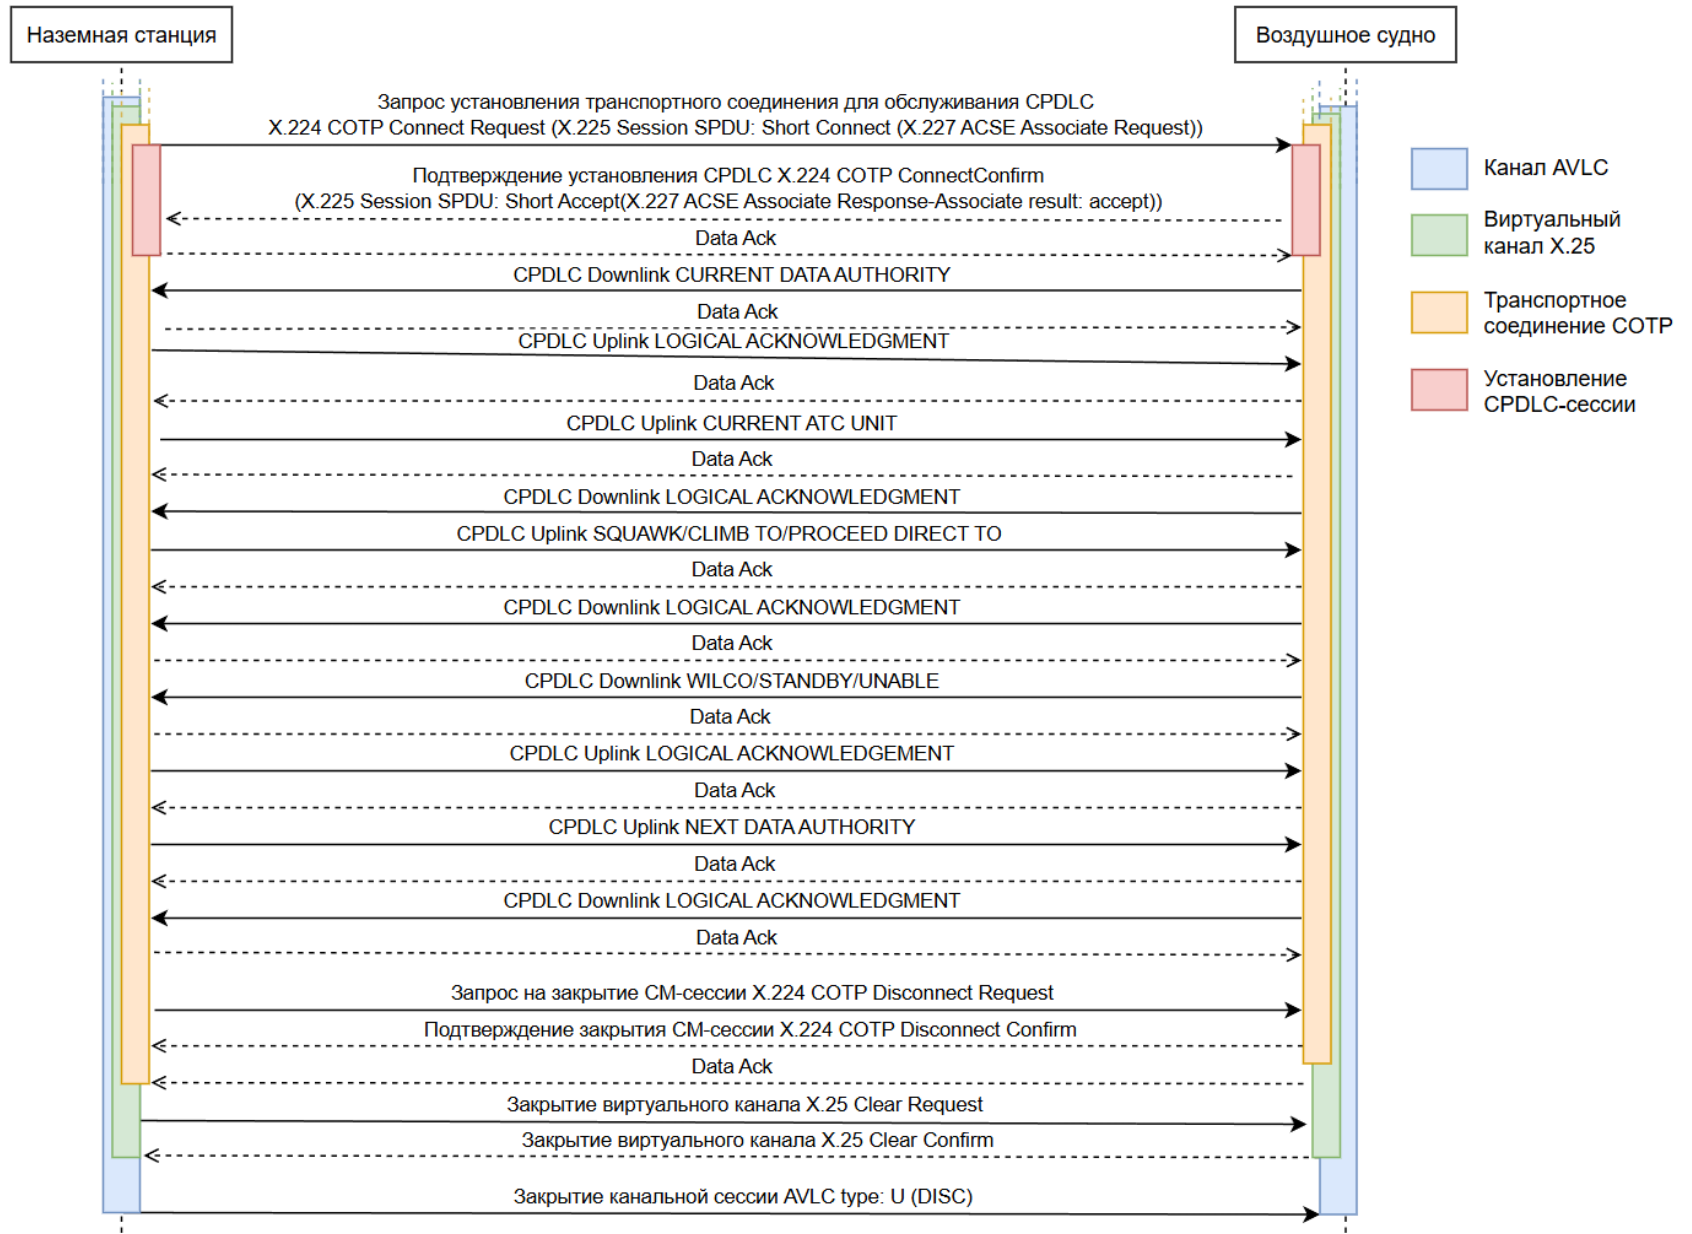 Наземная станция
Воздушное судно
Запрос установления транспортного соединения для обслуживания CPDLC
X.224 COTP Connect Request (X.225 Session SPDU: Short Connect (X.227 ACSE Associate Request))
Подтверждение установления CPDLC X.224 COTP ConnectConfirm
(X.225 Session SPDU: Short Accept(X.227 ACSE Associate Response-Associate result: accept))
Data Ack
CPDLC Downlink CURRENT DATA AUTHORITY
Data Ack
CPDLC Uplink LOGICAL ACKNOWLEDGMENT
Data Ack
CPDLC Uplink CURRENT ATC UNIT
Data Ack
CPDLC Downlink LOGICAL ACKNOWLEDGMENT
CPDLC Uplink SQUAWK/CLIMB TO/PROCEED DIRECT TO
Data Ack
CPDLC Downlink LOGICAL ACKNOWLEDGMENT
Data Ack
CPDLC Downlink WILCO/STANDBY/UNABLE
Data Ack
CPDLC Uplink LOGICAL ACKNOWLEDGEMENT
Data Ack
CPDLC Uplink NEXT DATA AUTHORITY
Data Ack
CPDLC Downlink LOGICAL ACKNOWLEDGMENT
Data Ack
Запрос на закрытие CM-сессии X.224 COTP Disconnect Request
Подтверждение закрытия CM-сессии X.224 COTP Disconnect Confirm
Data Ack
Закрытие виртуального канала X.25 Clear Request
Закрытие виртуального канала X.25 Clear Confirm
Закрытие канальной сессии AVLC type: U (DISC)
Канал AVLC
Виртуальный
канал X.25
Транспортное
соединение COTP
Установление
CPDLC-сессии